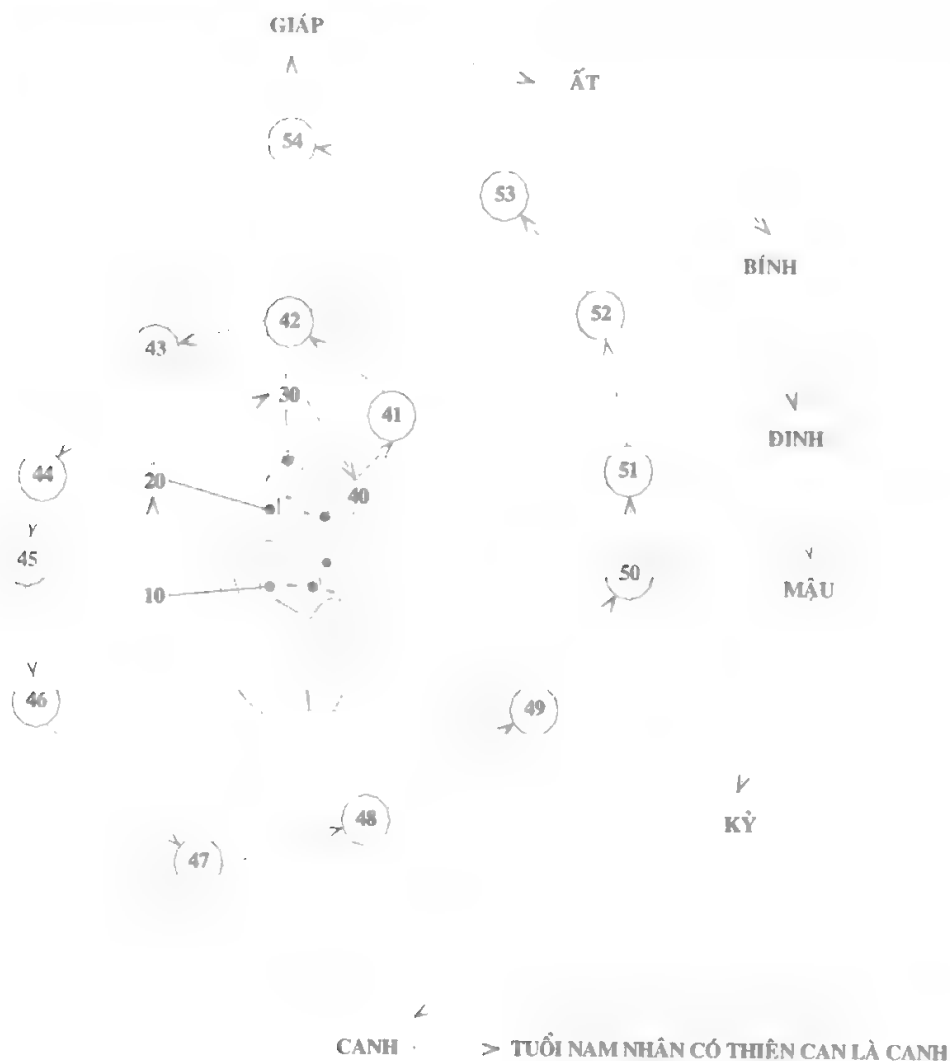 GIÁP
ẤT
54
53
BÍNH
42
52
43
30
41
ĐINH
44
20
51
40
45
50
10
MẬU
46
49
48
KỶ
47
CANH > TUỔI NAM NHÂN CÓ THIÊN CAN LÀ CANH